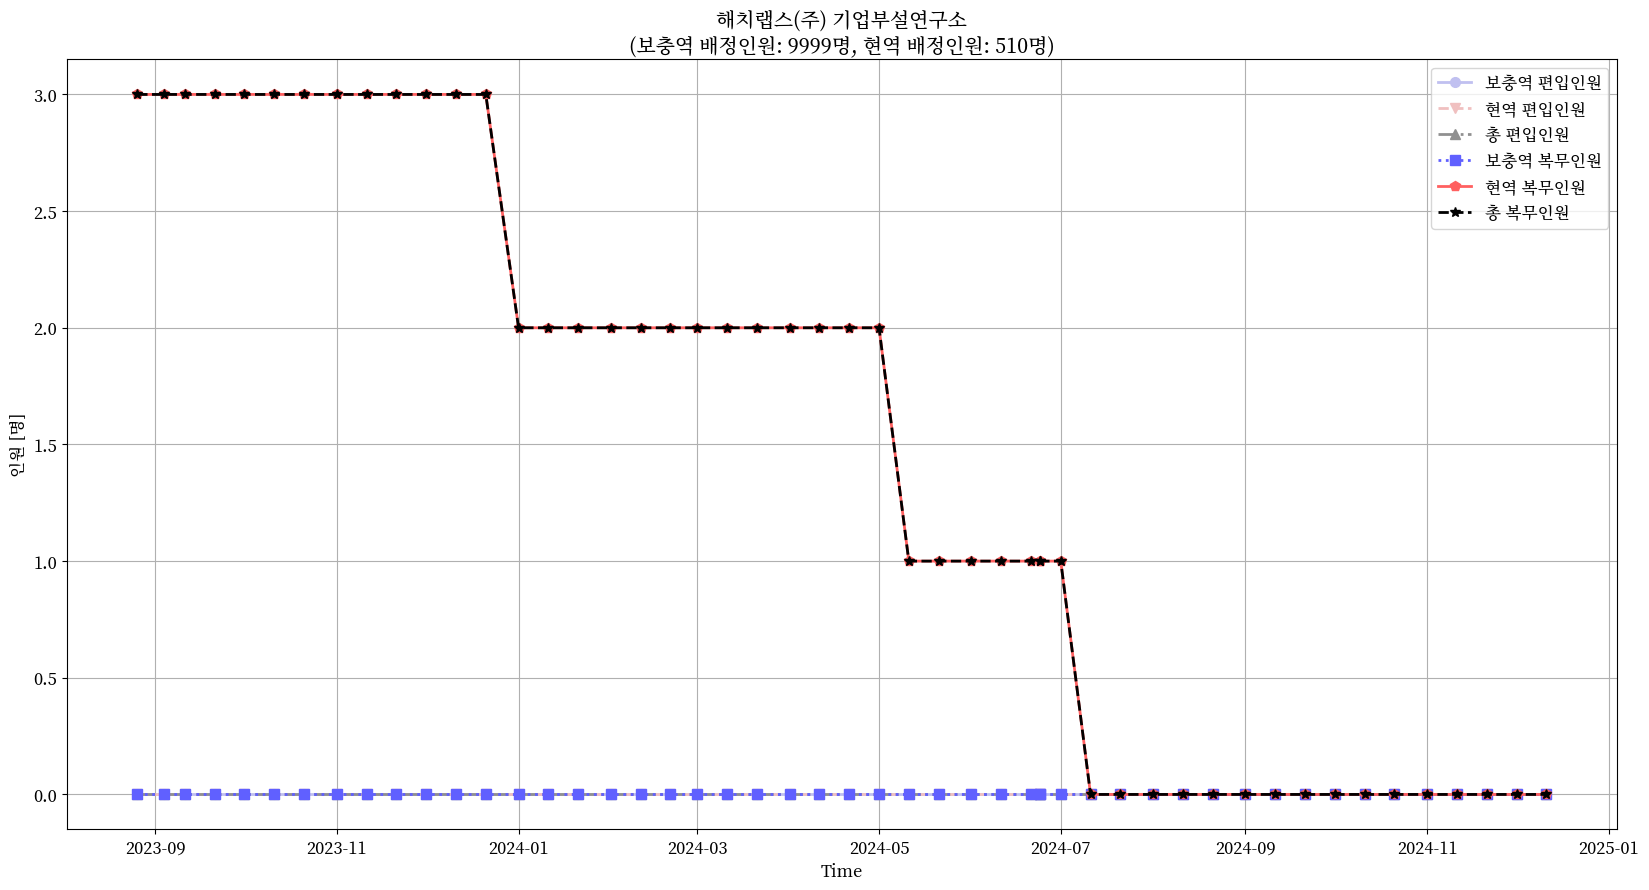 해치랩스(주) 기업부설연구소
(보충역 배정인원: 9999명, 현역 배정인원: 510명)
보충역 편입인원
현역 편입인원
총 편입인원
보충역 복무인원
현역 복무인원
총 복무인원
인원 [명]
3.0
2.5
2.0
1.5
1.0
0.5
0.0
2023-09
2023-11
2024-01
2024-03
2024-05
2024-07
2024-09
2024-11
2025-01
Time